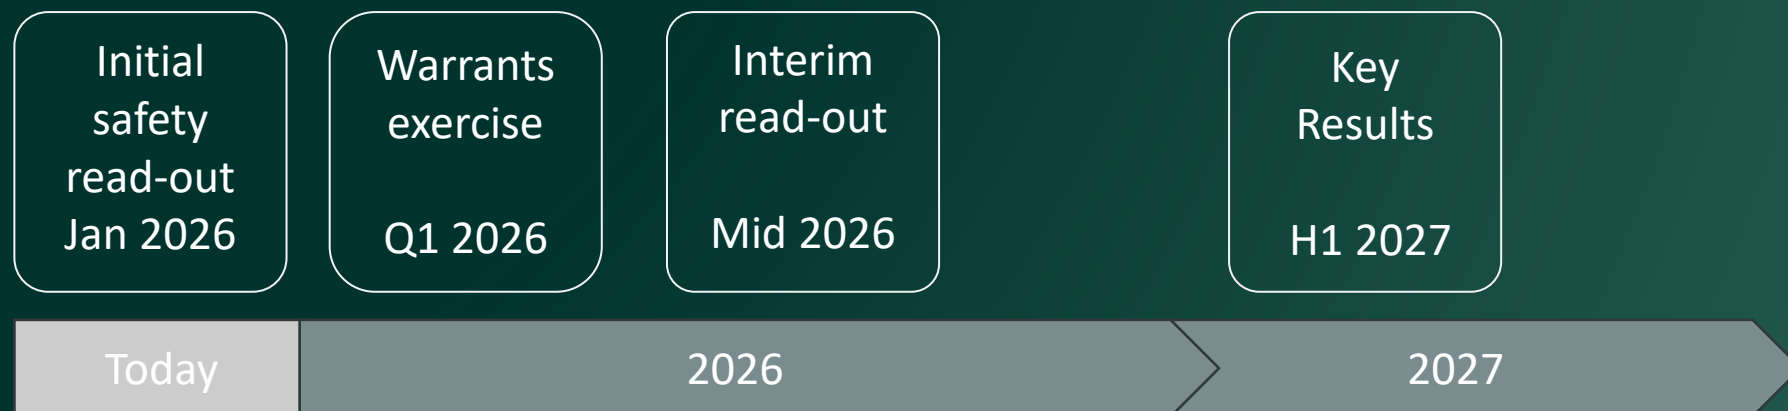 Initial
safety
read-out
Jan 2026
Warrants
exercise
Q1 2026
Interim
read-out
Mid 2026
Key
Results
H1 2027
Today
2026
2027